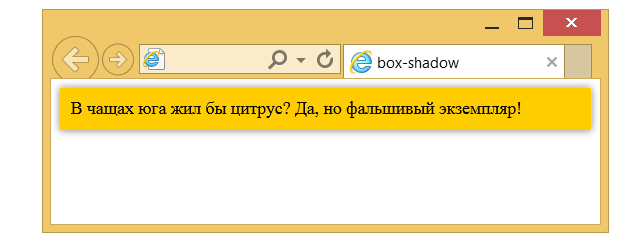 box-shadow
В чащах юга жил бы цитрус? Да, но фальшивый экземпляр!